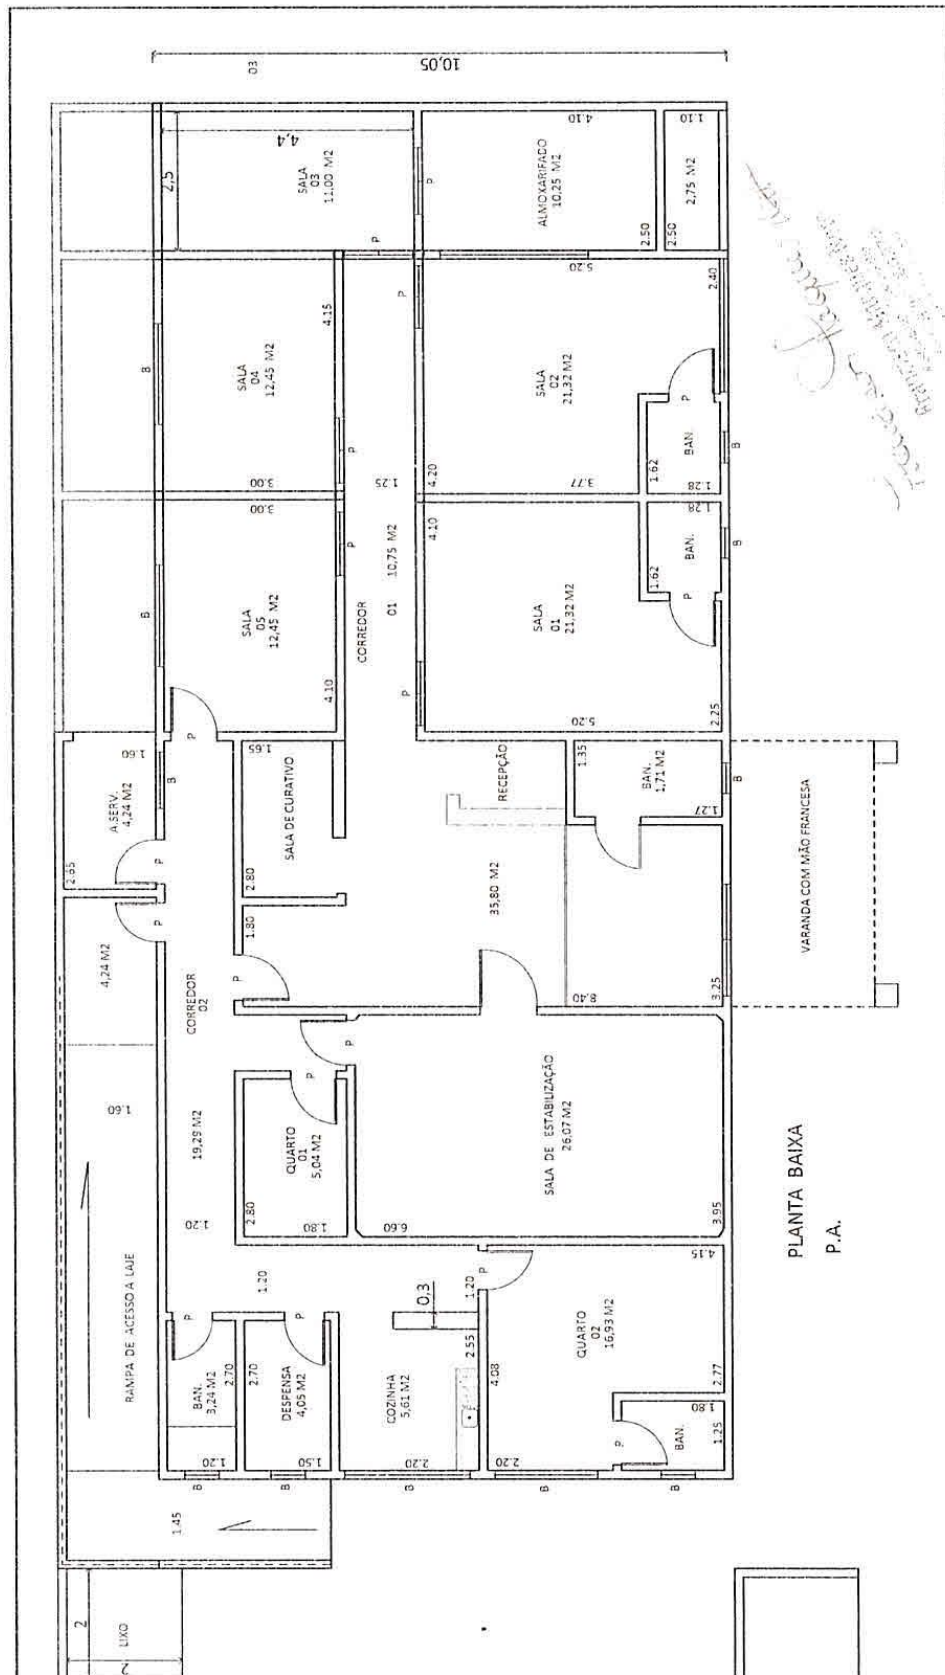 03
10,05
2,5
4,4
SALA
03
11,00 M2
P
P
ALMOXARIFADO
10,25 M2
4.10
2.50
1.10
2,75 M2
2.50
B
SALA
04
12,45 M2
4.15
3.00
P
P
1.25
5.20
SALA
02
21,32 M2
4.20
3.77
2.40
P
1.62
BAN.
1.28
B
B
3.00
SALA
05
12,45 M2
4.10
P
P
CORREDOR
01
10,75 M2
P
4.10
SALA
01
21,32 M2
5.20
1.28
1.62
BAN.
P
2.25
B
1.60
A.SERV.
4,24 M2
2.65
P
B
1.65
SALA DE CURATIVO
2.80
RECEPÇÃO
1.35
BAN.
1,71 M2
1.27
B
VARANDA COM MÃO FRANCESA
4,24 M2
P
CORREDOR
02
1.80
P
35,80 M2
8.40
3.25
1.60
19,29 M2
1.20
QUARTO
01
5,04 M2
2.80
1.80
P
P
SALA DE ESTABILIZAÇÃO
26,07 M2
6.60
3.95
RAMPA DE ACESSO A LAJE
1.20
1.20
P
0,3
4.15
QUARTO
02
16,93 M2
4.08
2.77
2.20
P
BAN.
1.80
1.25
P
BAN.
3,24 M2
2.70
1.20
P
DESPENSA
4,05 M2
2.70
1.50
COZINHA
5,61 M2
2.55
2.20
B
B
B
B
B
1.45
2
LIXO
2
PLANTA BAIXA
P.A.